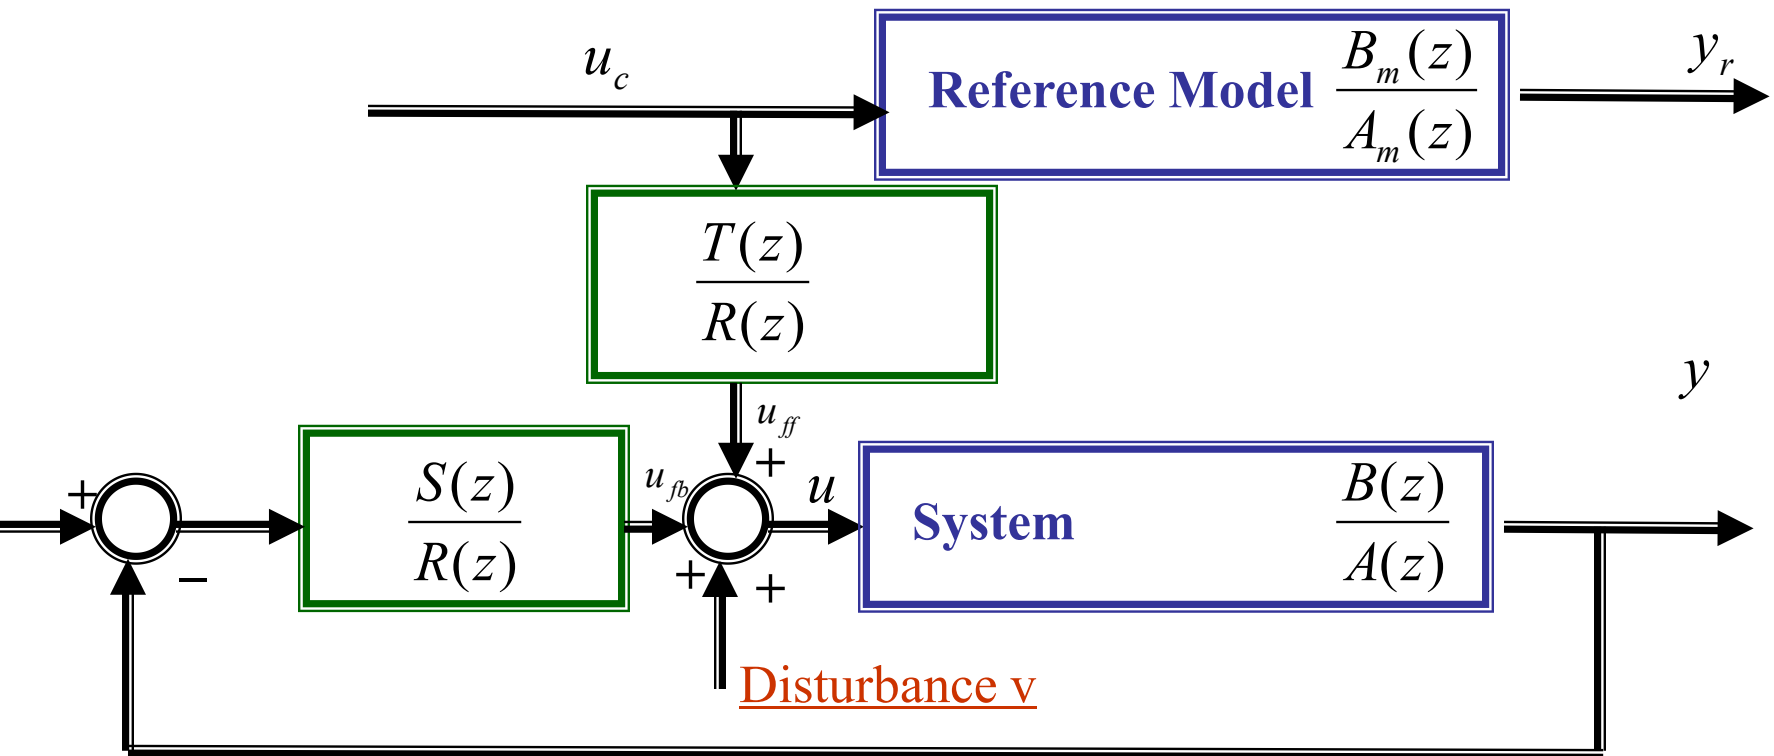 u_c
Reference Model B_m(z) / A_m(z)
y_r
T(z) / R(z)
y
u_ff
+
+
S(z) / R(z)
u_fb
u
System B(z) / A(z)
−
+ +
Disturbance v